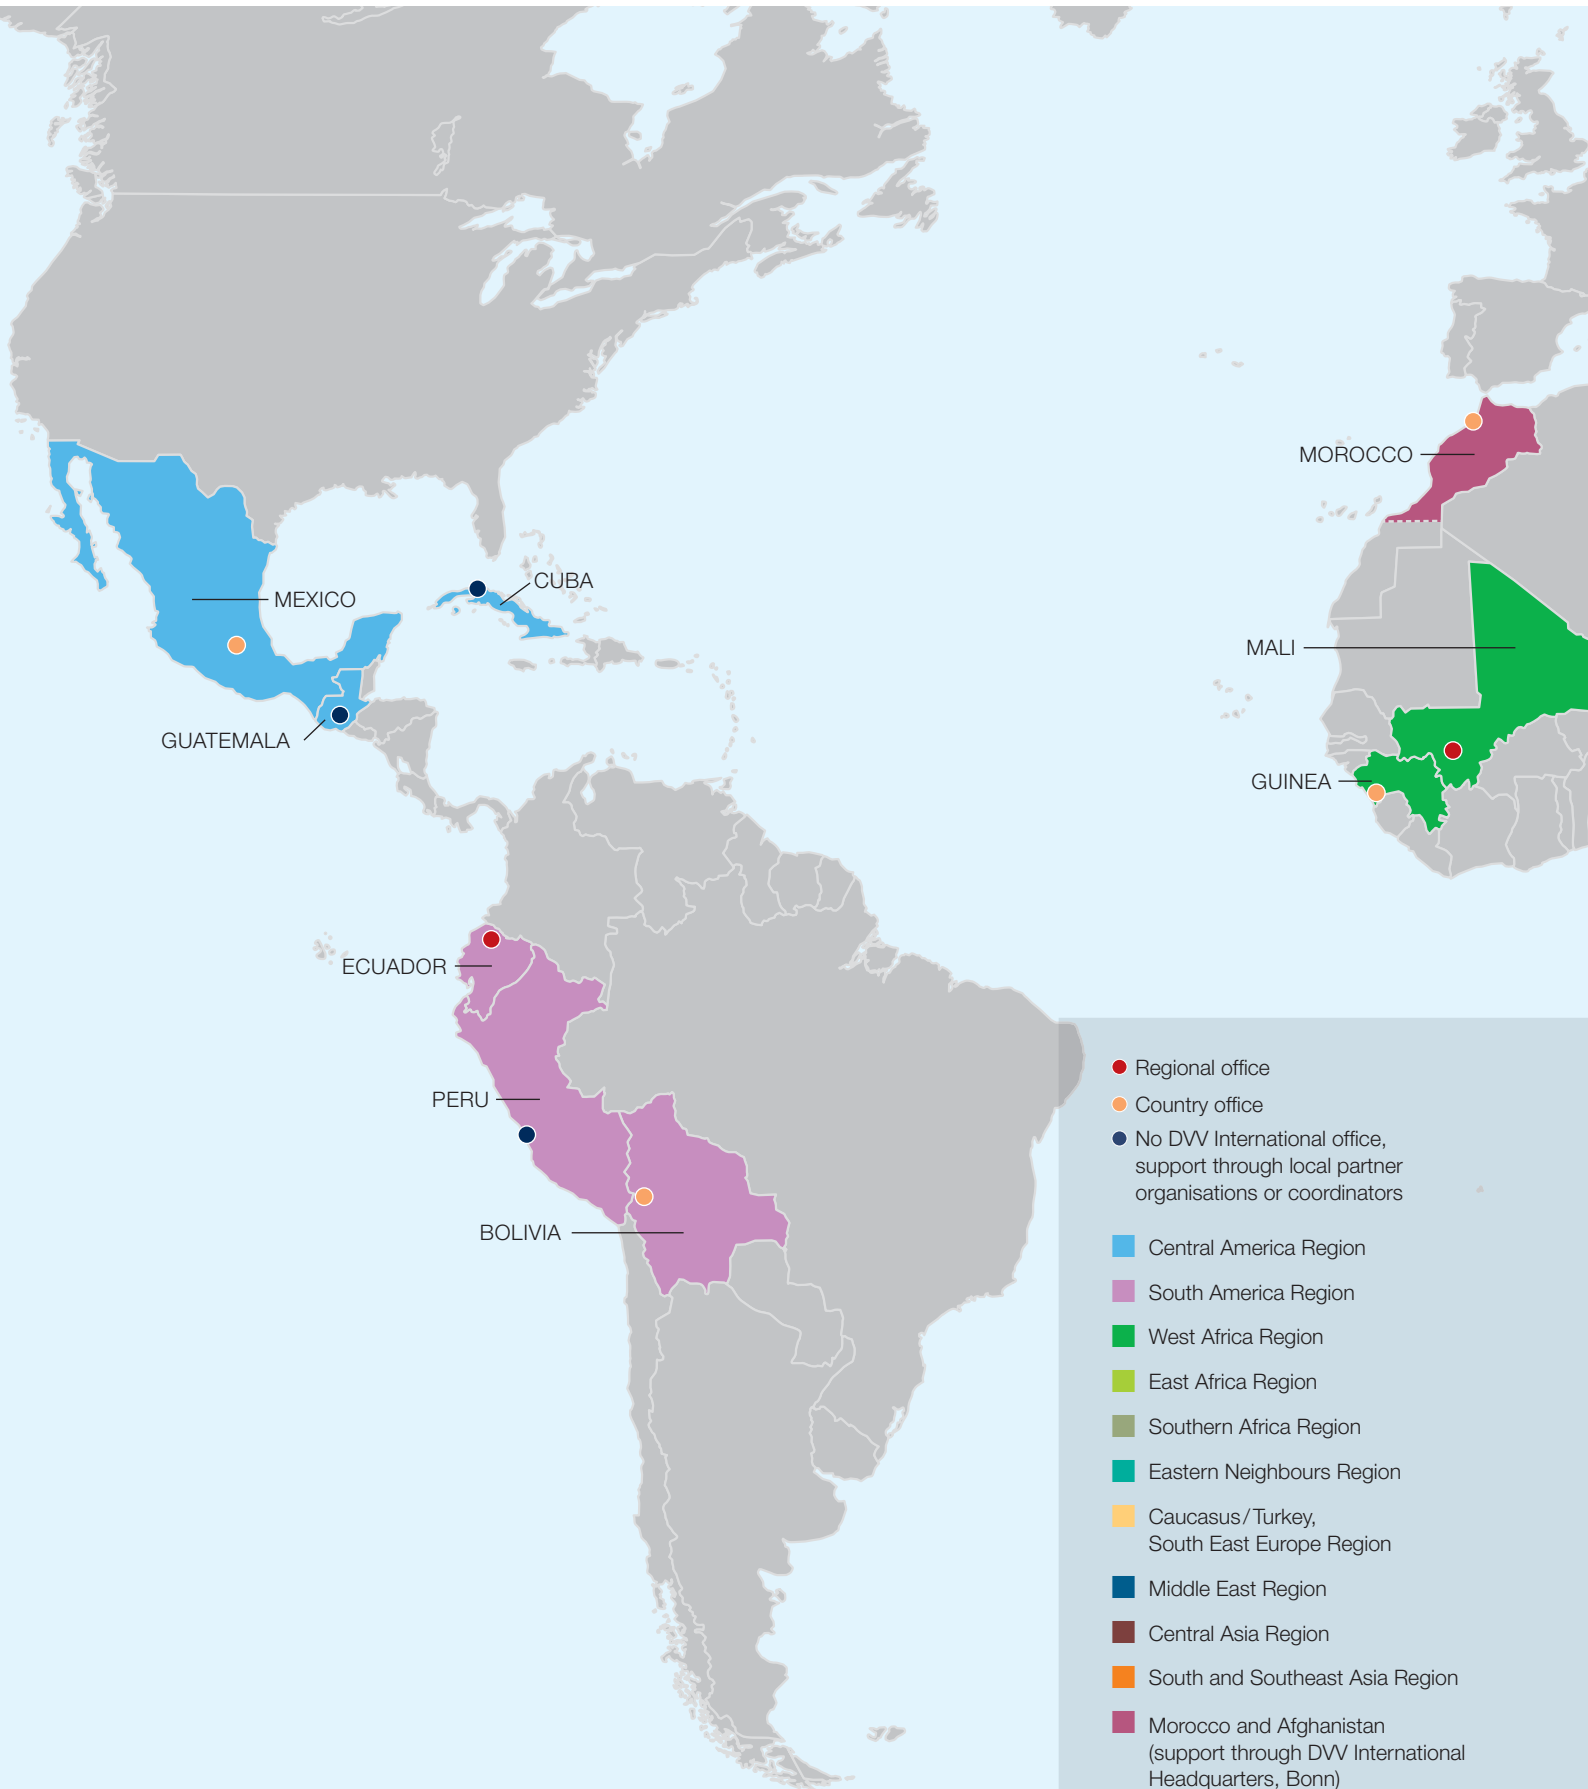 MOROCCO
CUBA
MEXICO
MALI
GUATEMALA
GUINEA
ECUADOR
PERU
BOLIVIA
Regional office
Country office
No DVV International office,
support through local partner
organisations or coordinators
Central America Region
South America Region
West Africa Region
East Africa Region
Southern Africa Region
Eastern Neighbours Region
Caucasus/Turkey,
South East Europe Region
Middle East Region
Central Asia Region
South and Southeast Asia Region
Morocco and Afghanistan
(support through DVV International
Headquarters, Bonn)